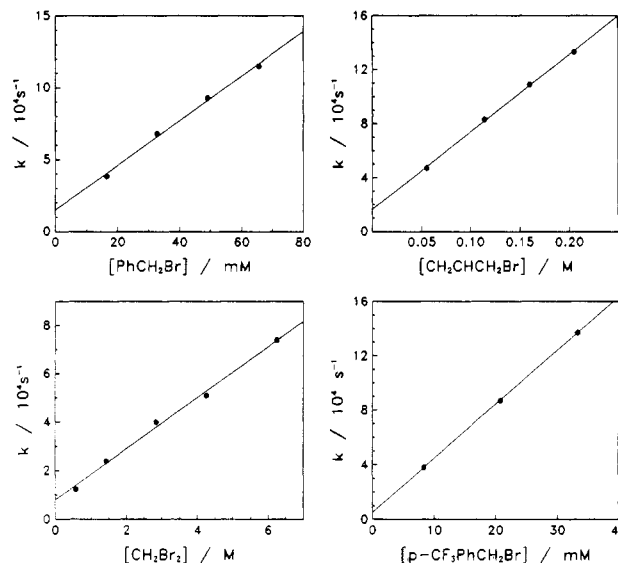 15
10
5
0
k / 10⁴s⁻¹
0 20 40 60 80
[PhCH₂Br] / mM
16
12
8
4
0
k / 10⁴s⁻¹
0.05 0.10 0.15 0.20
[CH₂CHCH₂Br] / M
8
6
4
2
0
k / 10⁴s⁻¹
0 2 4 6
[CH₂Br₂] / M
16
12
8
4
0
k / 10⁴ s⁻¹
0 10 20 30 40
[p-CF₃PhCH₂Br] / mM